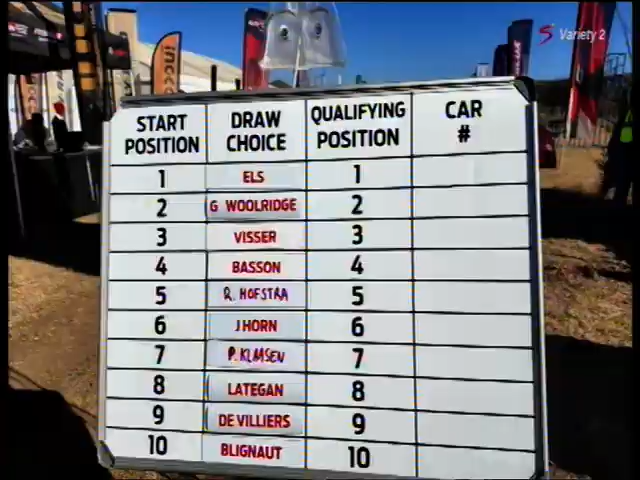 Variety 2
START POSITION DRAW CHOICE QUALIFYING POSITION CAR #
1 ELS 1
2 G WOOLRIDGE 2
3 VISSER 3
4 BASSON 4
5 R. HOFSTRA 5
6 J HORN 6
7 P. KLAASEN 7
8 LATEGAN 8
9 DE VILLIERS 9
10 BLIGNAUT 10